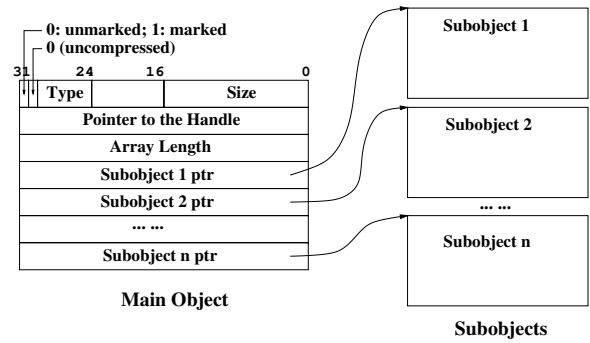 0: unmarked; 1: marked
0 (uncompressed)
31 24 16 0
Type Size
Pointer to the Handle
Array Length
Subobject 1 ptr
Subobject 2 ptr
... ...
Subobject n ptr
Main Object
Subobject 1
Subobject 2
... ...
Subobject n
Subobjects